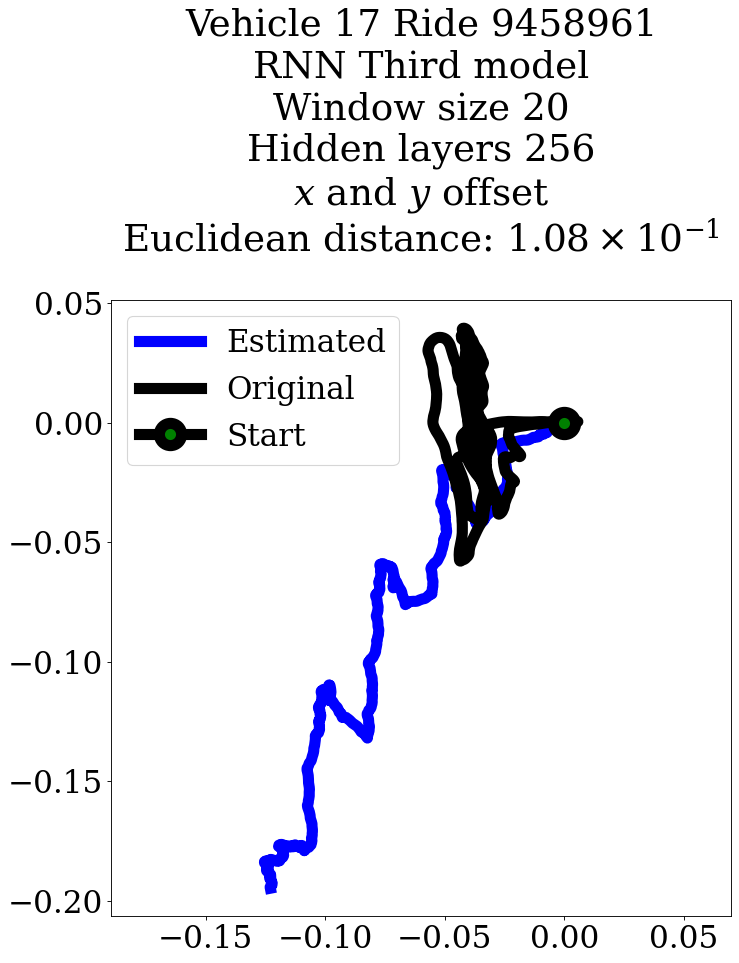 Vehicle 17 Ride 9458961
RNN Third model
Window size 20
Hidden layers 256
x and y offset
Euclidean distance: 1.08 × 10⁻¹
Estimated
Original
Start
0.05
0.00
−0.05
−0.10
−0.15
−0.20
−0.15 −0.10 −0.05 0.00 0.05